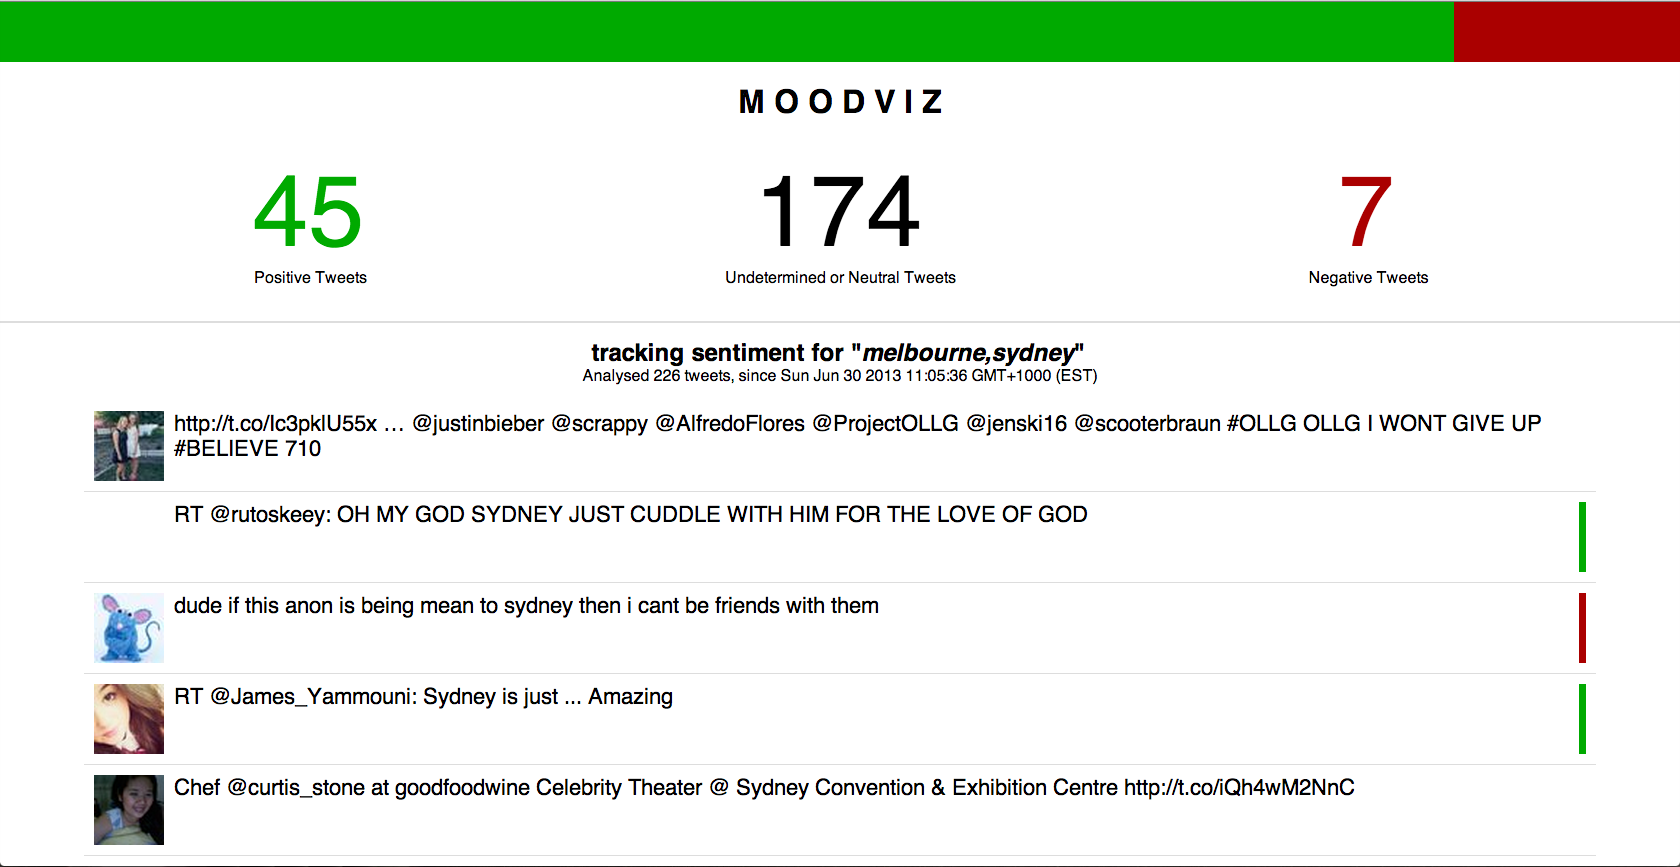 MOODVIZ
45
174
7
Positive Tweets
Undetermined or Neutral Tweets
Negative Tweets
tracking sentiment for "melbourne,sydney"
Analysed 226 tweets, since Sun Jun 30 2013 11:05:36 GMT+1000 (EST)
http://t.co/lc3pklU55x … @justinbieber @scrappy @AlfredoFlores @ProjectOLLG @jenski16 @scooterbraun #OLLG OLLG I WONT GIVE UP
#BELIEVE 710
RT @rutoskeey: OH MY GOD SYDNEY JUST CUDDLE WITH HIM FOR THE LOVE OF GOD
dude if this anon is being mean to sydney then i cant be friends with them
RT @James_Yammouni: Sydney is just ... Amazing
Chef @curtis_stone at goodfoodwine Celebrity Theater @ Sydney Convention & Exhibition Centre http://t.co/iQh4wM2NnC